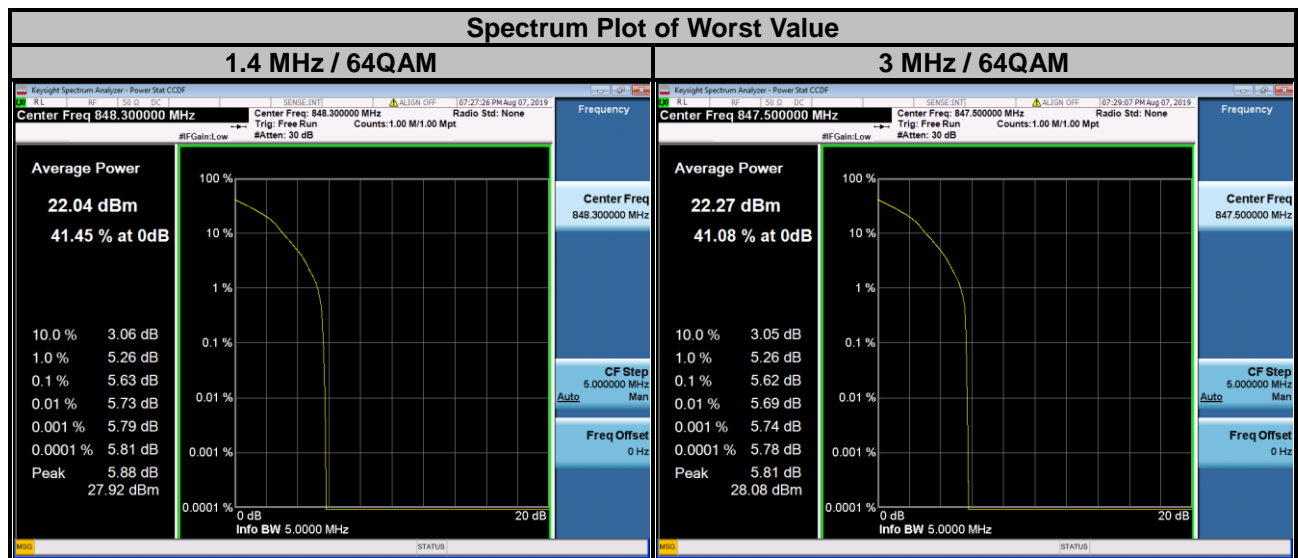 Spectrum Plot of Worst Value
1.4 MHz / 64QAM
Keysight Spectrum Analyzer - Power Stat CCDF
RL RF 50 Ω DC SENSE:INT ALIGN OFF 07:27:26 PM Aug 07, 2019
Center Freq 848.300000 MHz
Center Freq: 848.300000 MHz Radio Std: None
Trig: Free Run Counts:1.00 M/1.00 Mpt
#IFGain:Low #Atten: 30 dB
Average Power
22.04 dBm
41.45 % at 0dB
10.0 % 3.06 dB
1.0 % 5.26 dB
0.1 % 5.63 dB
0.01 % 5.73 dB
0.001 % 5.79 dB
0.0001 % 5.81 dB
Peak 5.88 dB
27.92 dBm
100 %
10 %
1 %
0.1 %
0.01 %
0.001 %
0.0001 %
0 dB 20 dB
Info BW 5.0000 MHz
Frequency
Center Freq
848.300000 MHz
CF Step
5.000000 MHz
Auto Man
Freq Offset
0 Hz
MSG STATUS
3 MHz / 64QAM
Keysight Spectrum Analyzer - Power Stat CCDF
RL RF 50 Ω DC SENSE:INT ALIGN OFF 07:29:07 PM Aug 07, 2019
Center Freq 847.500000 MHz
Center Freq: 847.500000 MHz Radio Std: None
Trig: Free Run Counts:1.00 M/1.00 Mpt
#IFGain:Low #Atten: 30 dB
Average Power
22.27 dBm
41.08 % at 0dB
10.0 % 3.05 dB
1.0 % 5.26 dB
0.1 % 5.62 dB
0.01 % 5.69 dB
0.001 % 5.74 dB
0.0001 % 5.78 dB
Peak 5.81 dB
28.08 dBm
100 %
10 %
1 %
0.1 %
0.01 %
0.001 %
0.0001 %
0 dB 20 dB
Info BW 5.0000 MHz
Frequency
Center Freq
847.500000 MHz
CF Step
5.000000 MHz
Auto Man
Freq Offset
0 Hz
MSG STATUS